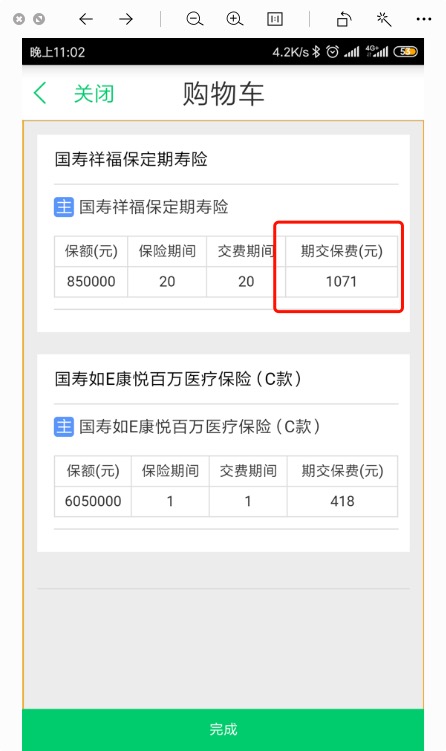 晚上11:02 4.2K/s 4G+ 53
关闭 购物车
国寿祥福保定期寿险
主 国寿祥福保定期寿险
保额(元) 保险期间 交费期间 期交保费(元)
850000 20 20 1071
国寿如E康悦百万医疗保险（C款）
主 国寿如E康悦百万医疗保险（C款）
保额(元) 保险期间 交费期间 期交保费(元)
6050000 1 1 418
完成